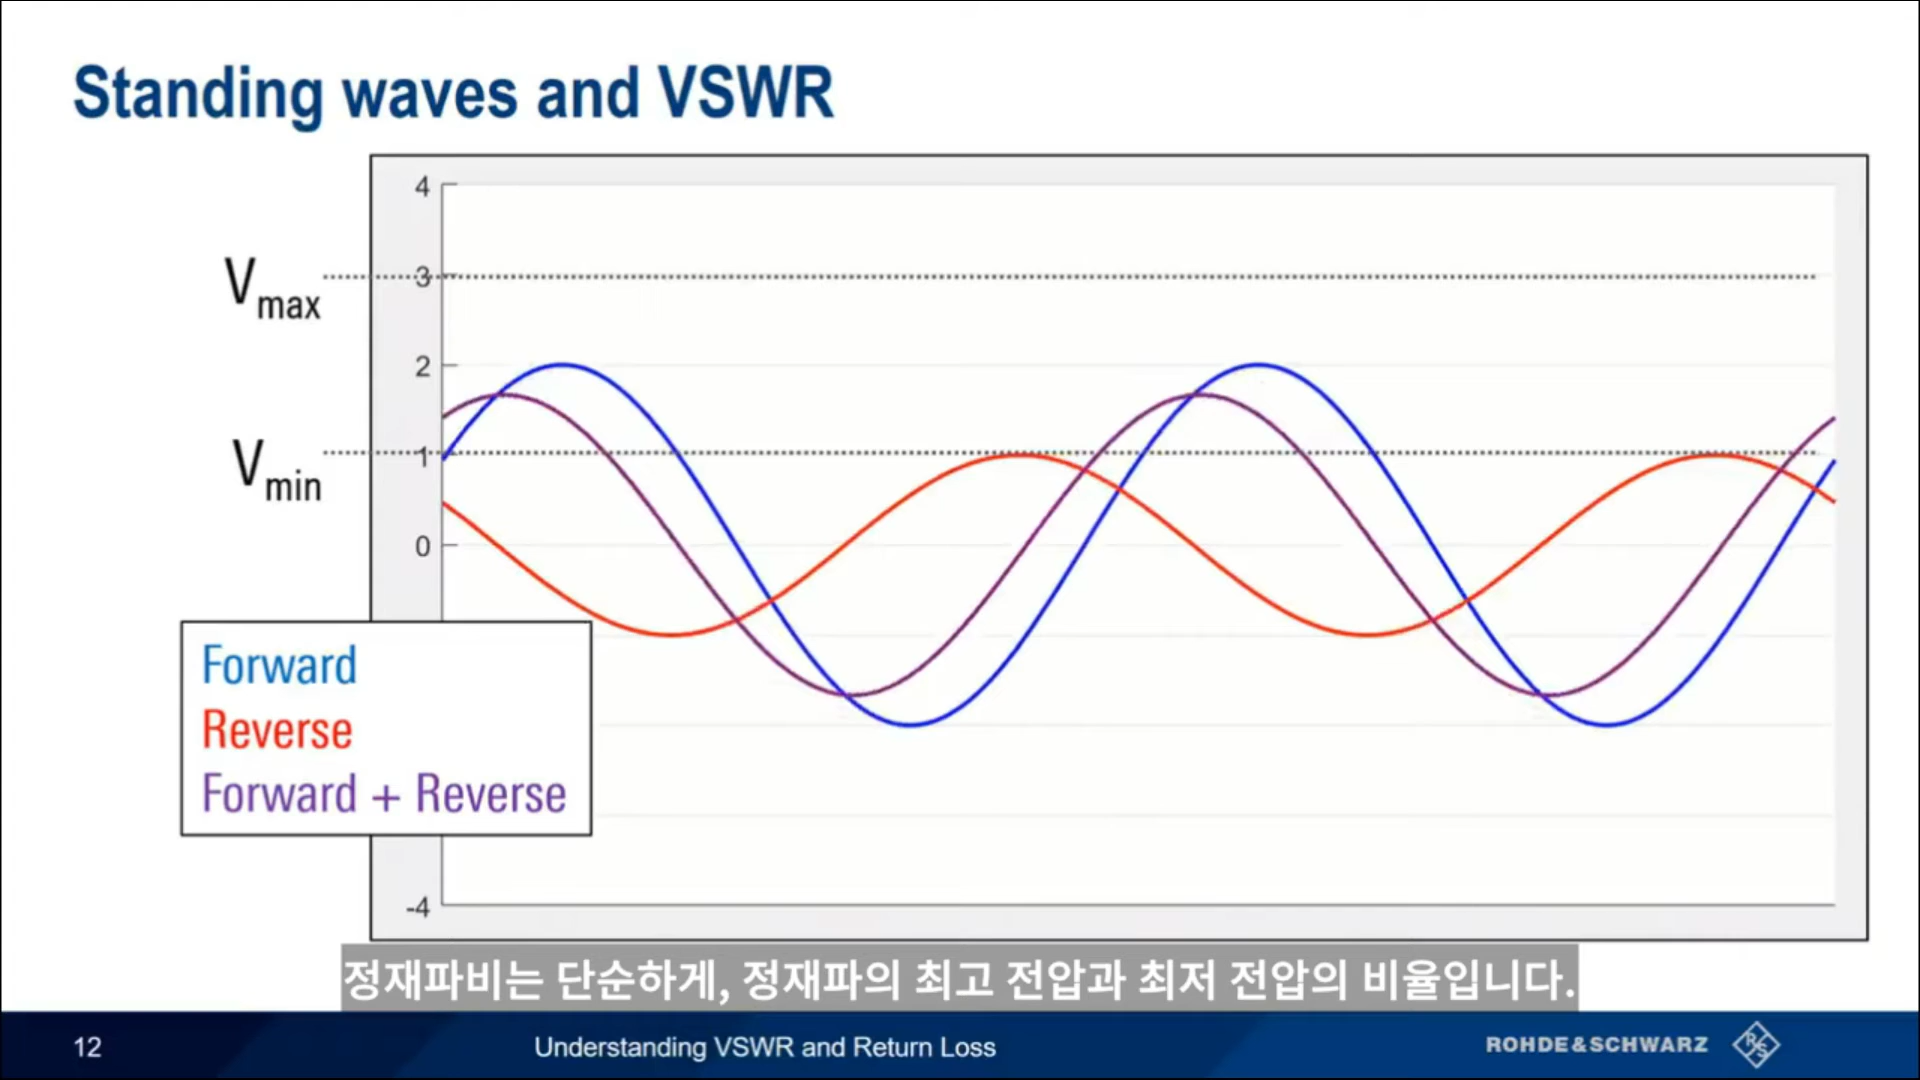 Standing waves and VSWR
4
Vmax
3
2
Vmin
1
0
Forward
Reverse
Forward + Reverse
-4
정재파비는 단순하게, 정재파의 최고 전압과 최저 전압의 비율입니다.
12
Understanding VSWR and Return Loss
ROHDE&SCHWARZ
R&S